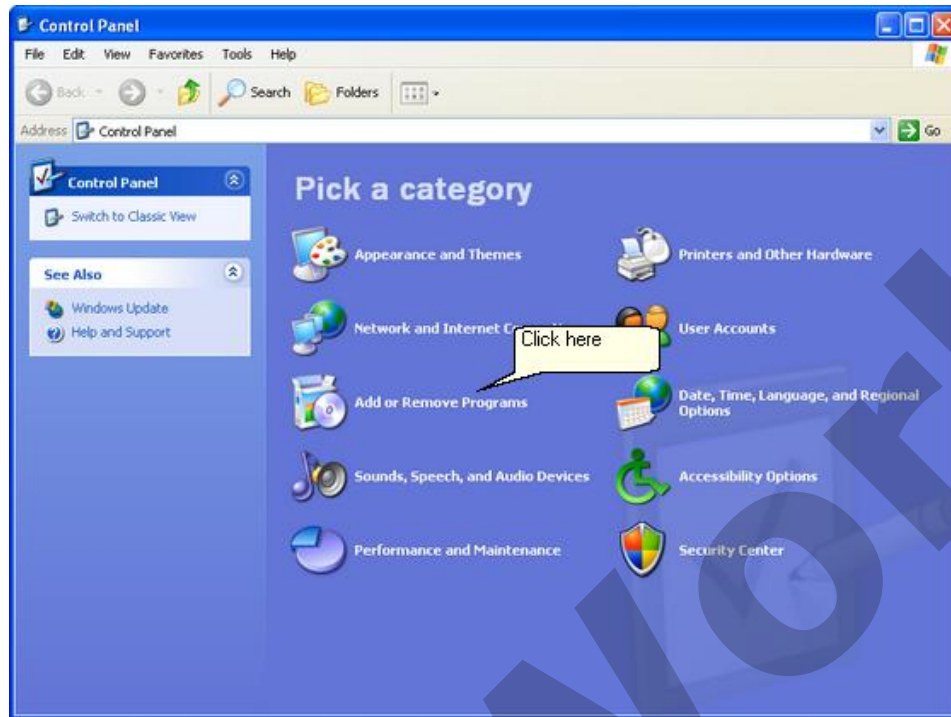 Control Panel
File Edit View Favorites Tools Help
Back Search Folders
Address Control Panel Go
Control Panel
Switch to Classic View
See Also
Windows Update
Help and Support
Pick a category
Appearance and Themes
Printers and Other Hardware
Network and Internet
User Accounts
Click here
Add or Remove Programs
Date, Time, Language, and Regional
Options
Sounds, Speech, and Audio Devices
Accessibility Options
Performance and Maintenance
Security Center